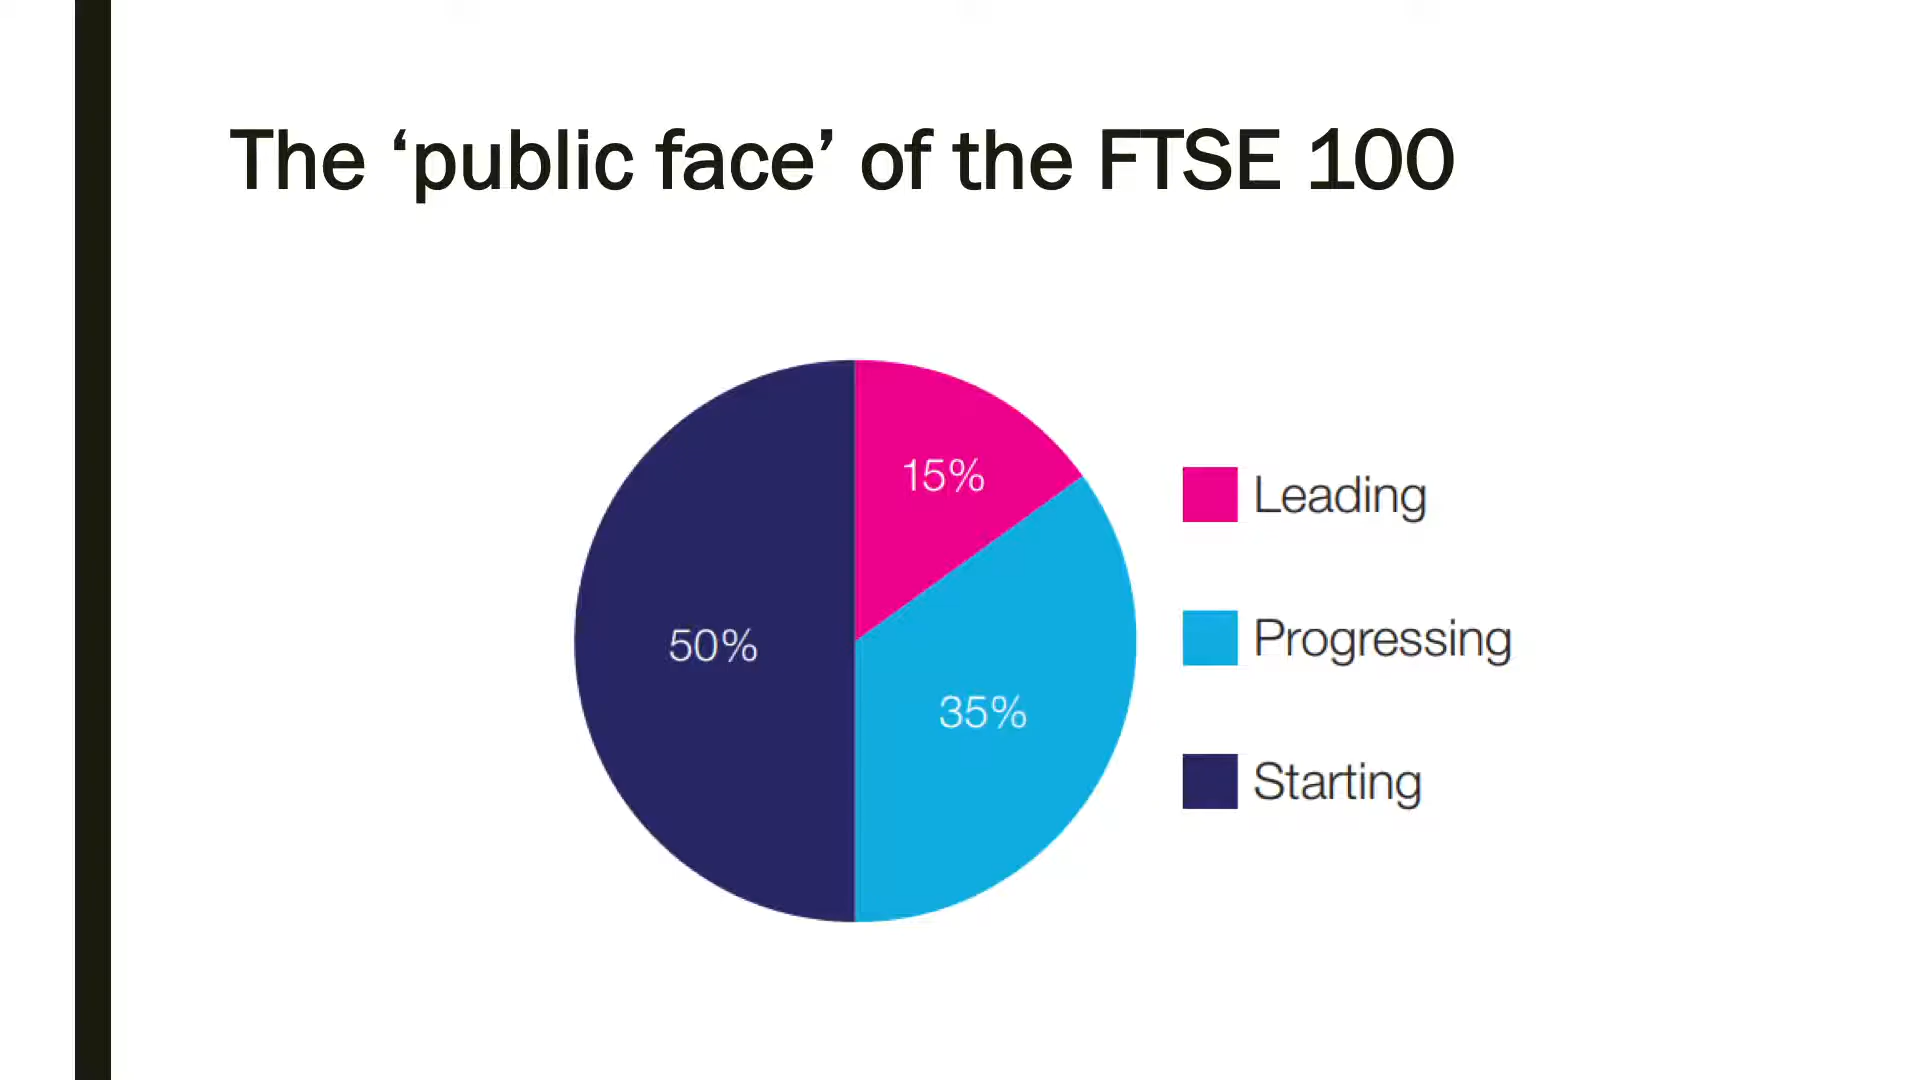 The ‘public face’ of the FTSE 100
15%
50%
35%
Leading
Progressing
Starting